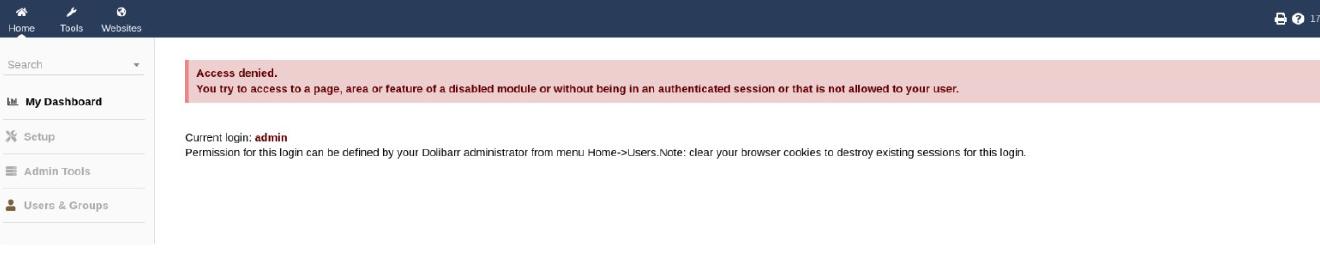 Home Tools Websites 17
Search
My Dashboard
Setup
Admin Tools
Users & Groups
Access denied.
You try to access to a page, area or feature of a disabled module or without being in an authenticated session or that is not allowed to your user.
Current login: admin
Permission for this login can be defined by your Dolibarr administrator from menu Home->Users.Note: clear your browser cookies to destroy existing sessions for this login.